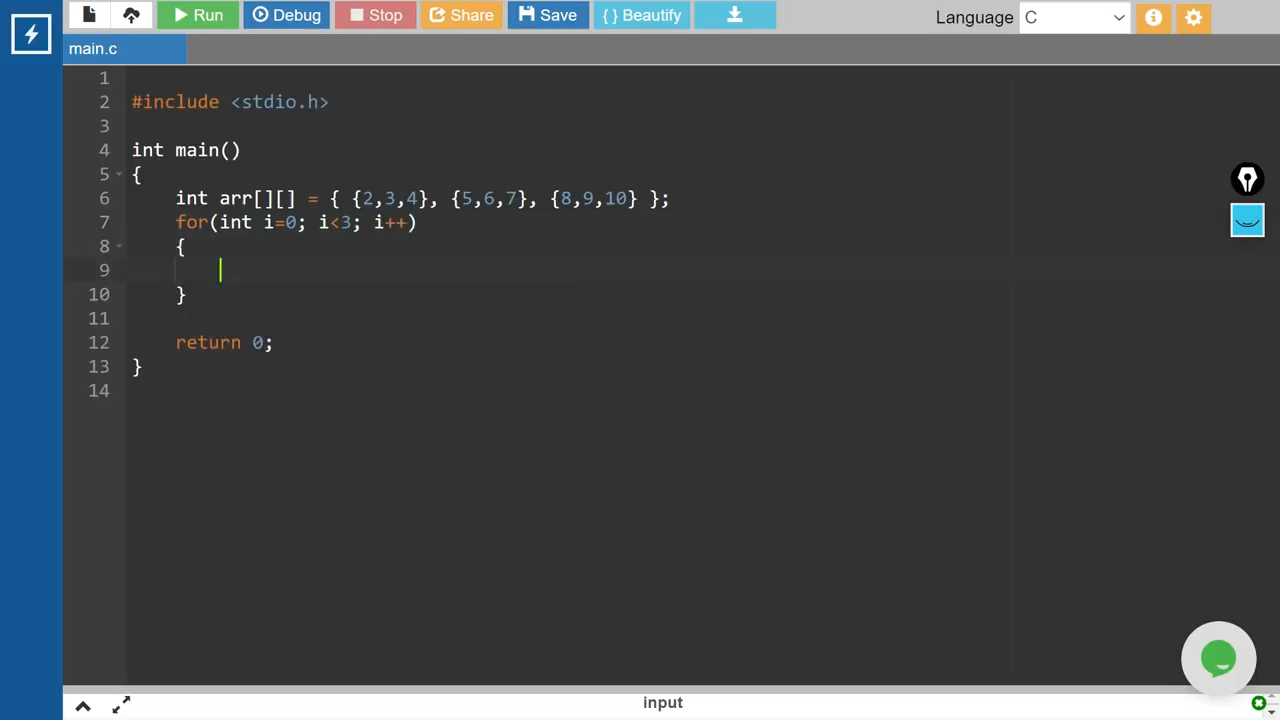 Run Debug Stop Share Save { } Beautify Language C
main.c
1
2 #include <stdio.h>
3
4 int main()
5 {
6 int arr[][] = { {2,3,4}, {5,6,7}, {8,9,10} };
7 for(int i=0; i<3; i++)
8 {
9
10 }
11
12 return 0;
13 }
14
input